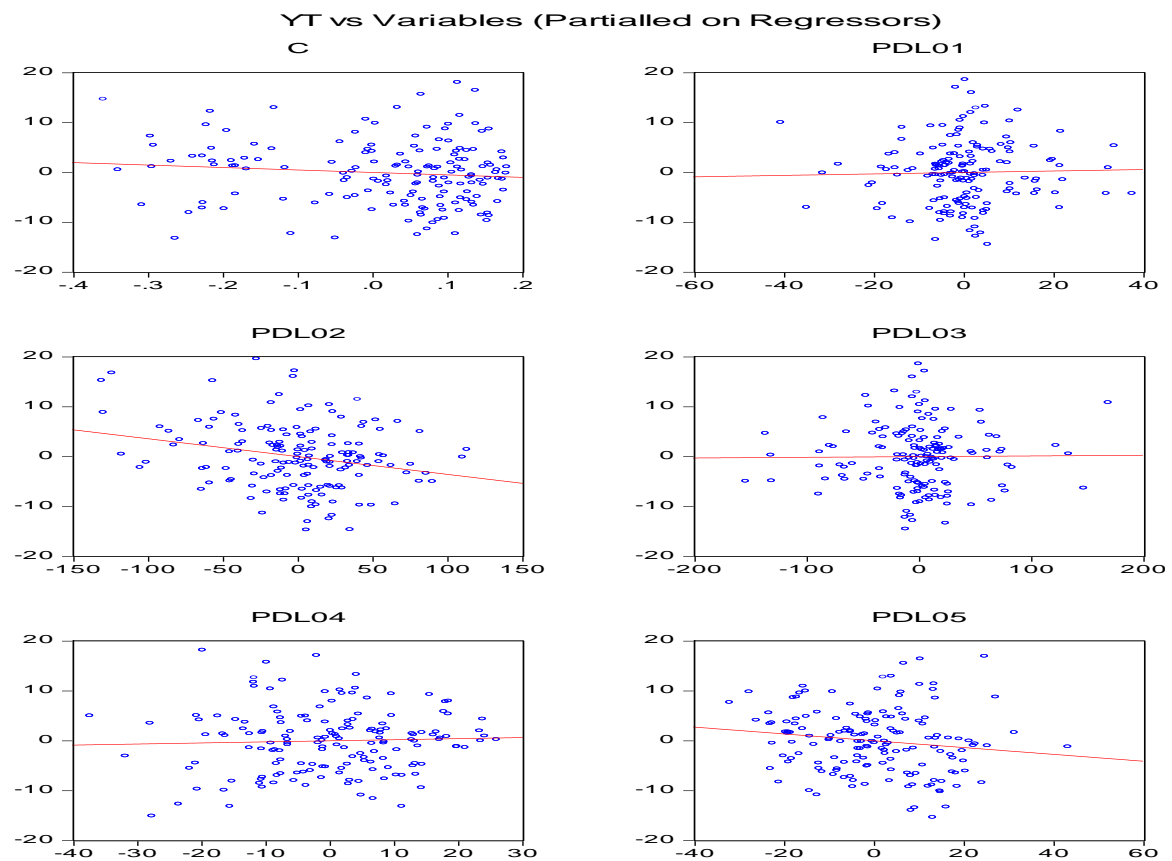 YT vs Variables (Partialled on Regressors)
C
20
10
0
-10
-20
-.4 -.3 -.2 -.1 .0 .1 .2
PDL01
20
10
0
-10
-20
-60 -40 -20 0 20 40
PDL02
20
10
0
-10
-20
-150 -100 -50 0 50 100 150
PDL03
20
10
0
-10
-20
-200 -100 0 100 200
PDL04
20
10
0
-10
-20
-40 -30 -20 -10 0 10 20 30
PDL05
20
10
0
-10
-20
-40 -20 0 20 40 60